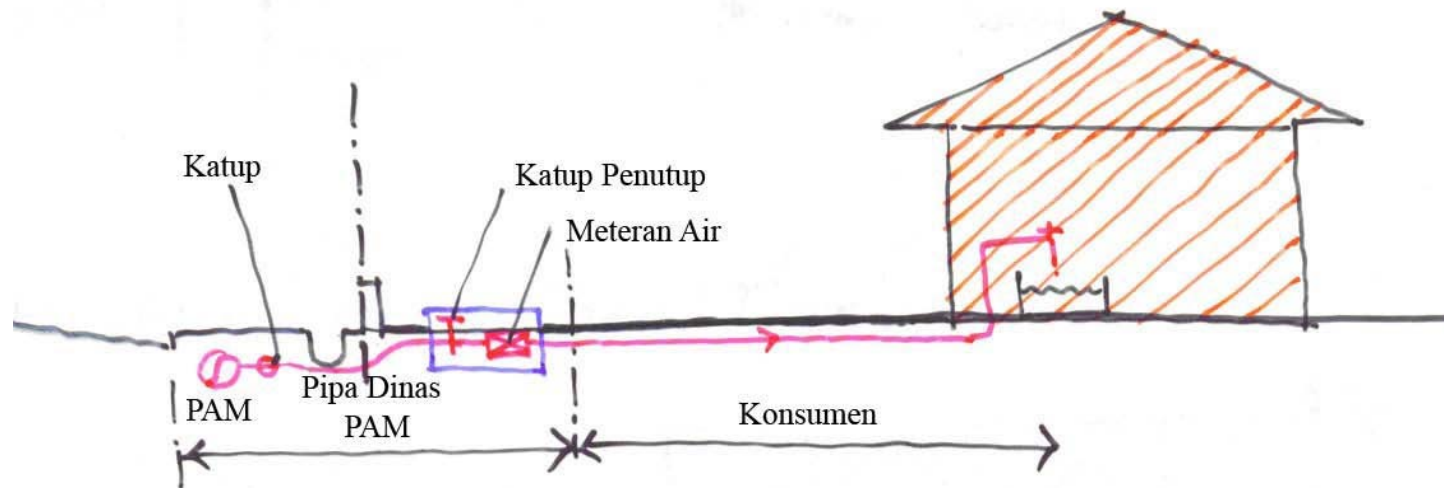 Katup
Katup Penutup
Meteran Air
PAM
Pipa Dinas
PAM
Konsumen